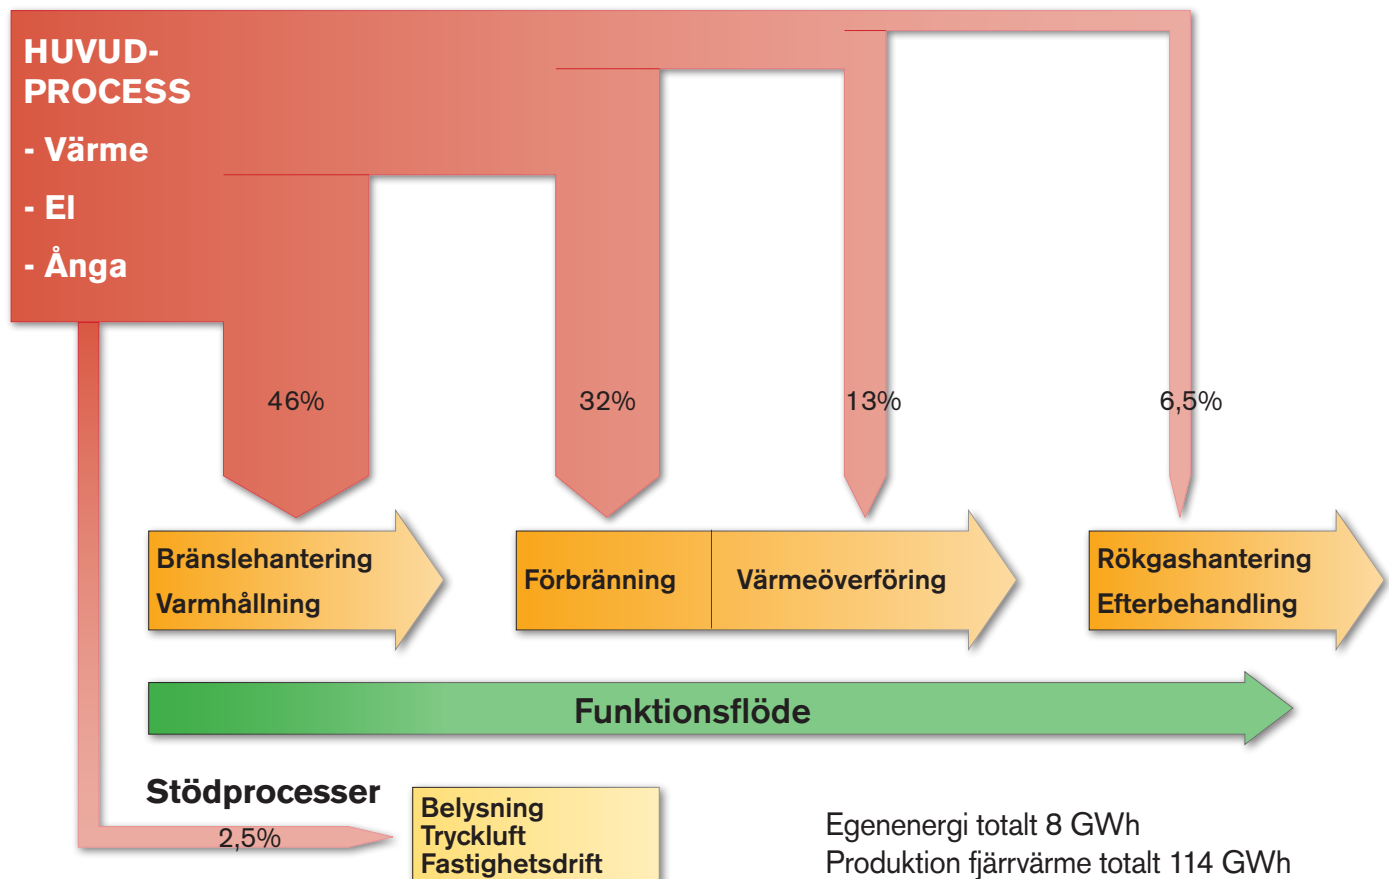 HUVUD-
PROCESS
- Värme
- El
- Ånga
46%
32%
13%
6,5%
Bränslehantering
Varmhållning
Förbränning
Värmeöverföring
Rökgashantering
Efterbehandling
Funktionsflöde
Stödprocesser
2,5%
Belysning
Tryckluft
Fastighetsdrift
Egenenergi totalt 8 GWh
Produktion fjärrvärme totalt 114 GWh